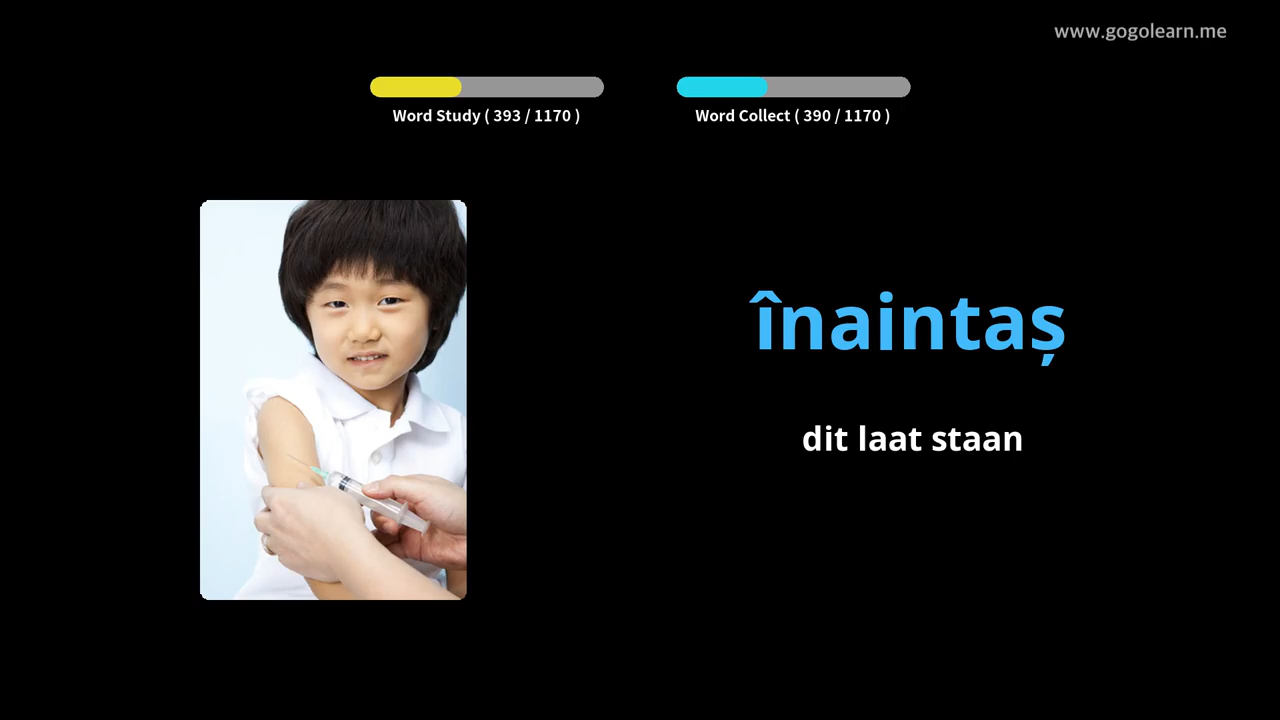 www.gogolearn.me
Word Study ( 393 / 1170 )
Word Collect ( 390 / 1170 )
înaintaș
dit laat staan